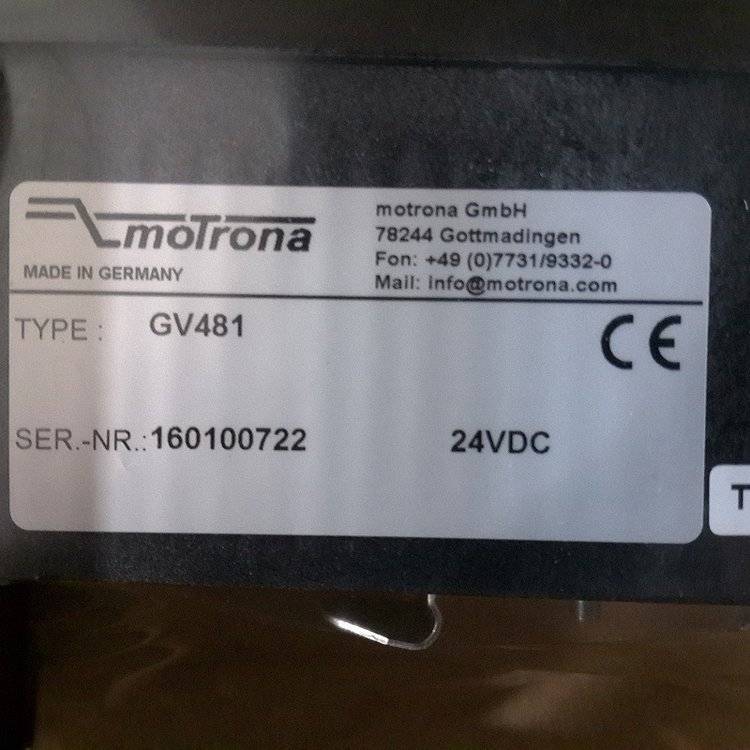 moTrona
MADE IN GERMANY
motrona GmbH
78244 Gottmadingen
Fon: +49 (0)7731/9332-0
Mail: info@motrona.com
TYPE : GV481
CE
SER.-NR.:160100722 24VDC
T